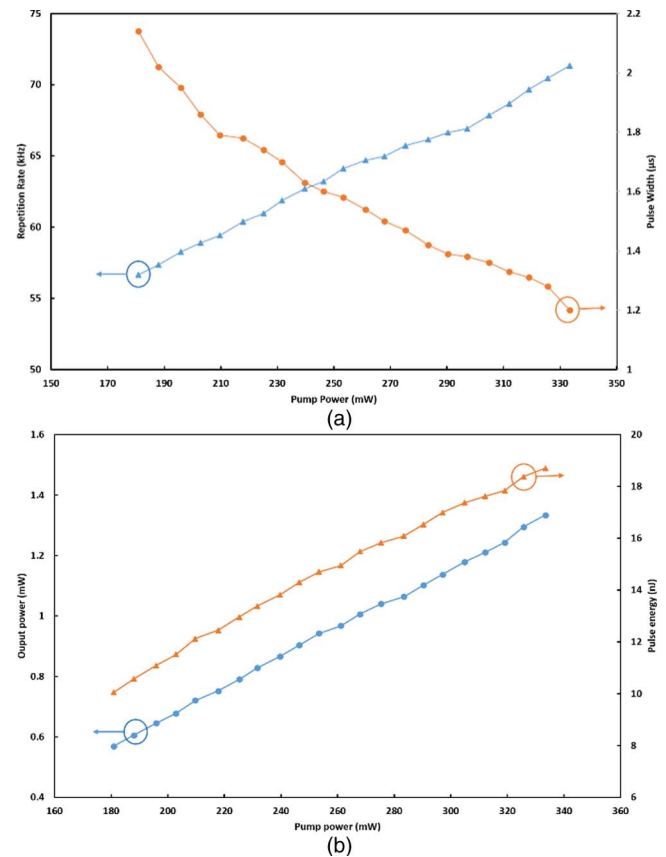 75
70
65
60
55
50
Repetition Rate (kHz)
2.2
2
1.8
1.6
1.4
1.2
1
Pulse Width (μs)
150 170 190 210 230 250 270 290 310 330 350
Pump Power (mW)
(a)
1.6
1.4
1.2
1
0.8
0.6
0.4
Ouput power (mW)
20
18
16
14
12
10
8
6
Pulse energy (nJ)
160 180 200 220 240 260 280 300 320 340 360
Pump power (mW)
(b)